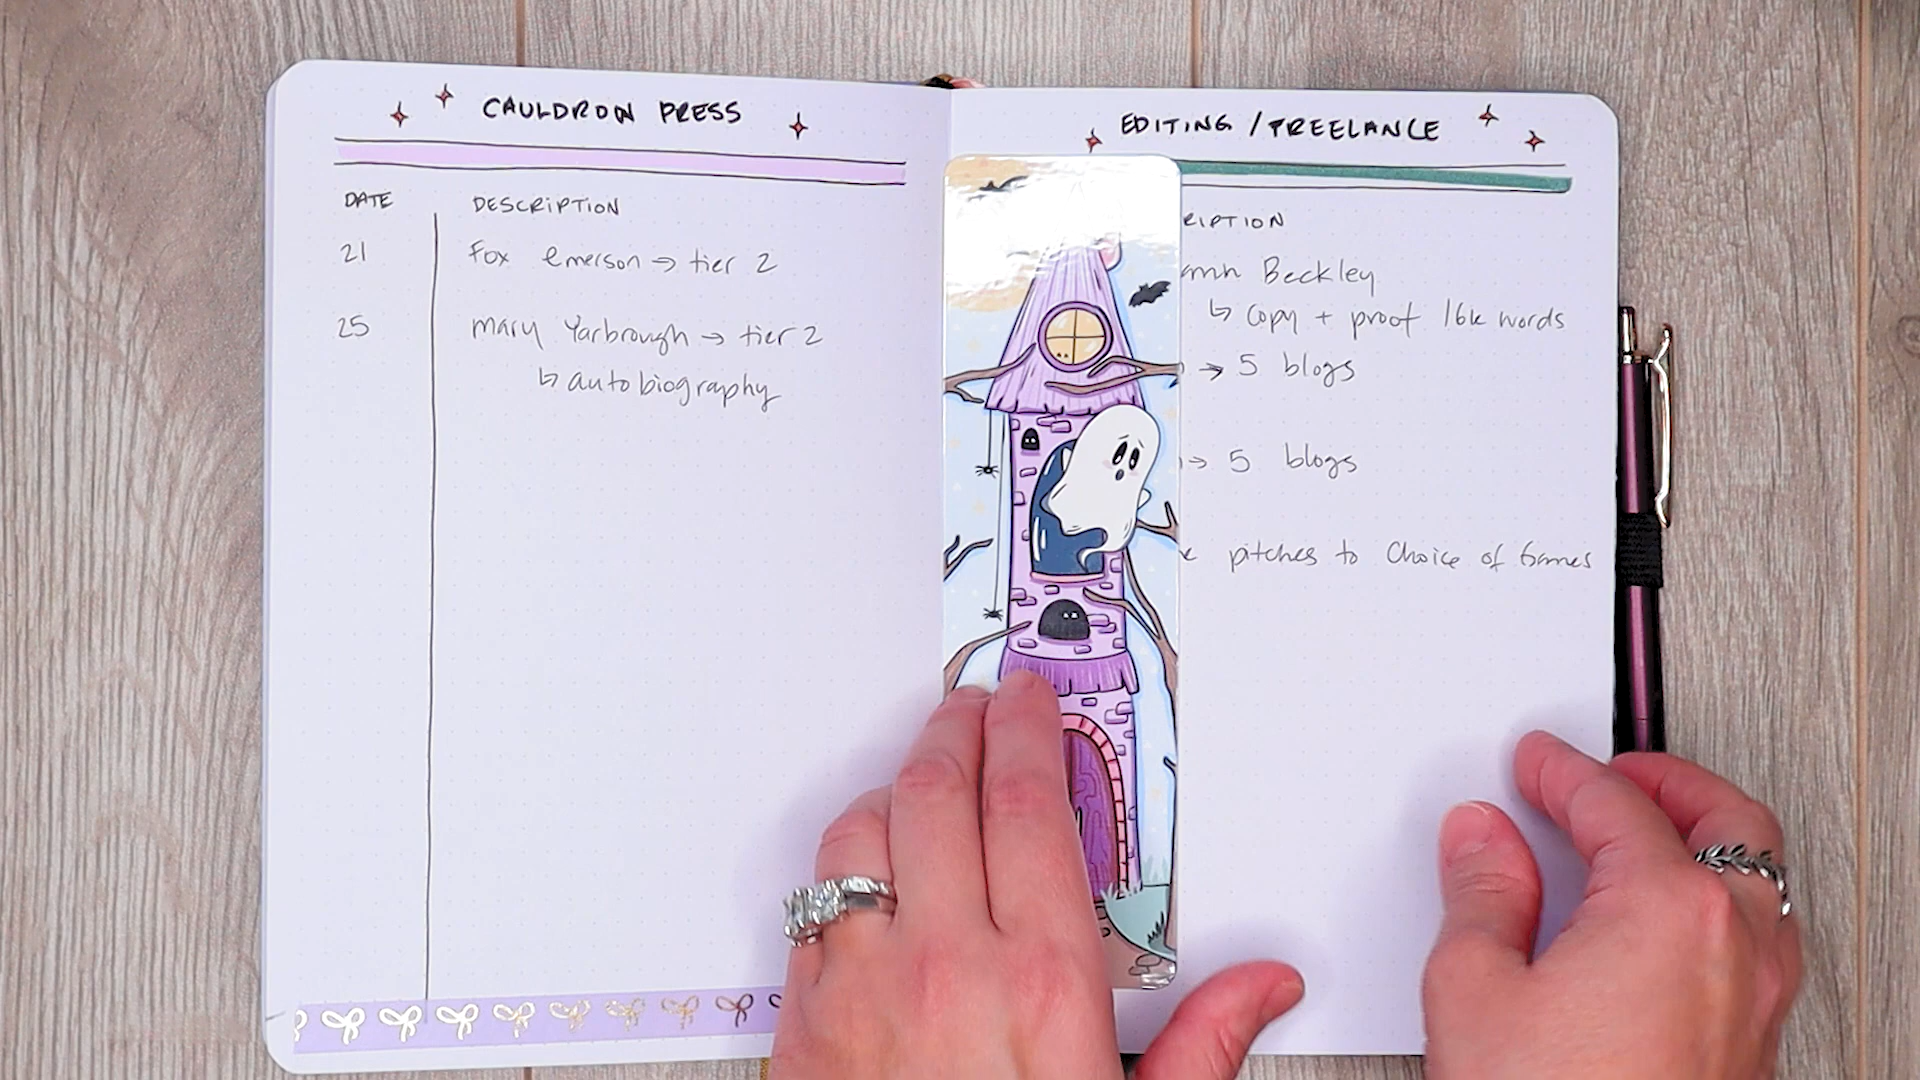 CAULDRON PRESS
DATE DESCRIPTION
21 Fox emerson → tier 2
25 Mary Yarbrough → tier 2
↳ autobiography
EDITING / FREELANCE
RIPTION
Beckley
↳ copy + proof 16k words
→ 5 blogs
→ 5 blogs
pitches to Choice of Games